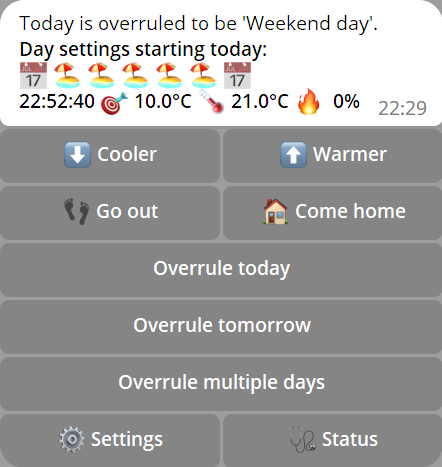 Today is overruled to be 'Weekend day'.
Day settings starting today:
📅🏖️🏖️🏖️🏖️🏖️📅
22:52:40 🎯 10.0°C 🌡️ 21.0°C 🔥 0% 22:29
⬇️ Cooler
⬆️ Warmer
👣 Go out
🏠 Come home
Overrule today
Overrule tomorrow
Overrule multiple days
⚙️ Settings
🩺 Status